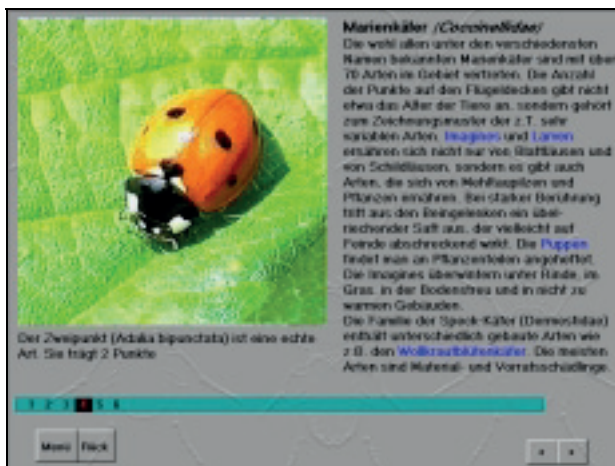 Marienkäfer /(Coccinellidae)/
Die wohl allen unter den verschiedensten
Namen bekannten Marienkäfer sind mit über
70 Arten im Gebiet vertreten. Die Anzahl
der Punkte auf den Flügeldecken gibt nicht
etwa das Alter der Tiere an, sondern gehört
zum Zeichnungsmuster der z.T. sehr
variablen Arten. Imagines und Larven
ernähren sich nicht nur von Blattläusen und
von Schildläusen, sondern es gibt auch
Arten, die sich von Mehltaupilzen und
Pflanzen ernähren. Bei starker Berührung
tritt aus den Beingelenken ein übel-
riechender Saft aus, der vielleicht auf
Feinde abschreckend wirkt. Die Puppen
findet man an Pflanzenteilen angeheftet.
Die Imagines überwintern unter Rinde, im
Gras, in der Bodenstreu und in nicht zu
warmen Gebäuden.
Die Familie der Speck-Käfer (Dermestidae)
enthält unterschiedlich gebaute Arten wie
z.B. den Wollkrautblütenkäfer. Die meisten
Arten sind Material- und Vorratsschädlinge.
Der Zweipunkt (Adalia bipunctata) ist eine echte
Art. Sie trägt 2 Punkte
1 2 3 4 5 6
Menü Rück